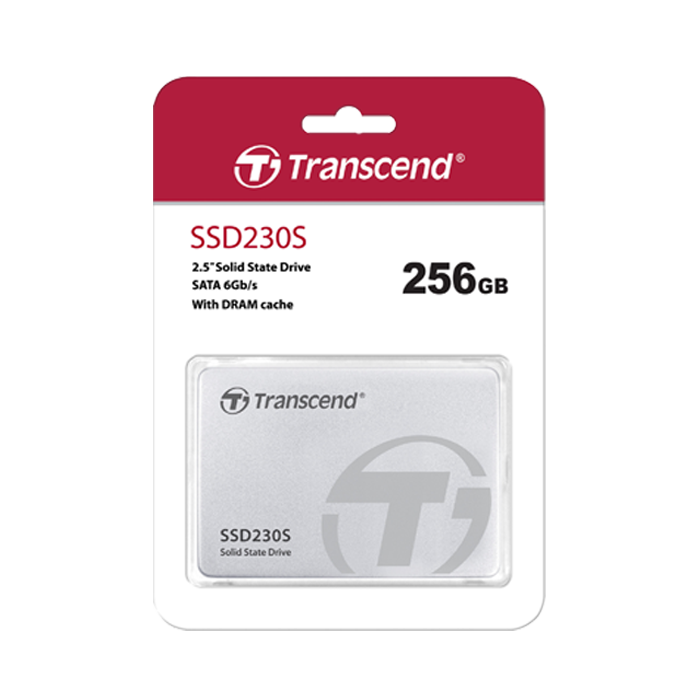 Transcend®
SSD230S
2.5" Solid State Drive
SATA 6Gb/s
With DRAM cache
256GB
Transcend®
SSD230S
Solid State Drive